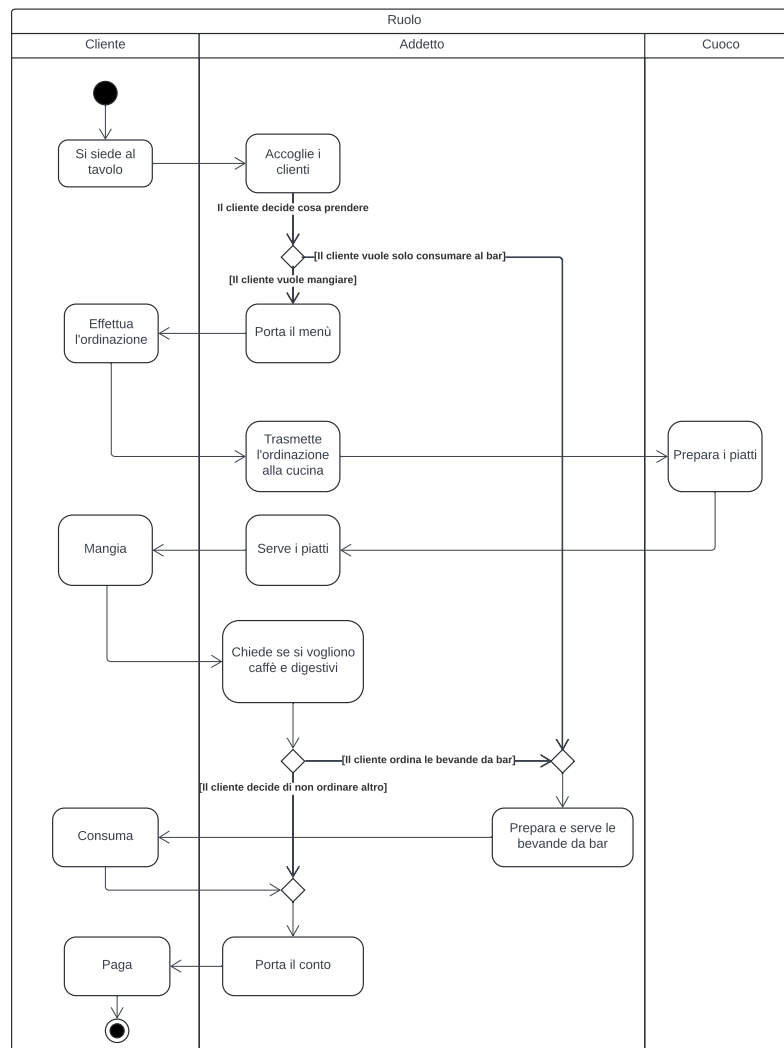 Ruolo
Cliente
Addetto
Cuoco
Si siede al
tavolo
Accoglie i
clienti
Il cliente decide cosa prendere
[Il cliente vuole solo consumare al bar]
[Il cliente vuole mangiare]
Effettua
l'ordinazione
Porta il menù
Trasmette
l'ordinazione
alla cucina
Prepara i piatti
Mangia
Serve i piatti
Chiede se si vogliono
caffè e digestivi
[Il cliente ordina le bevande da bar]
[Il cliente decide di non ordinare altro]
Consuma
Prepara e serve le
bevande da bar
Paga
Porta il conto